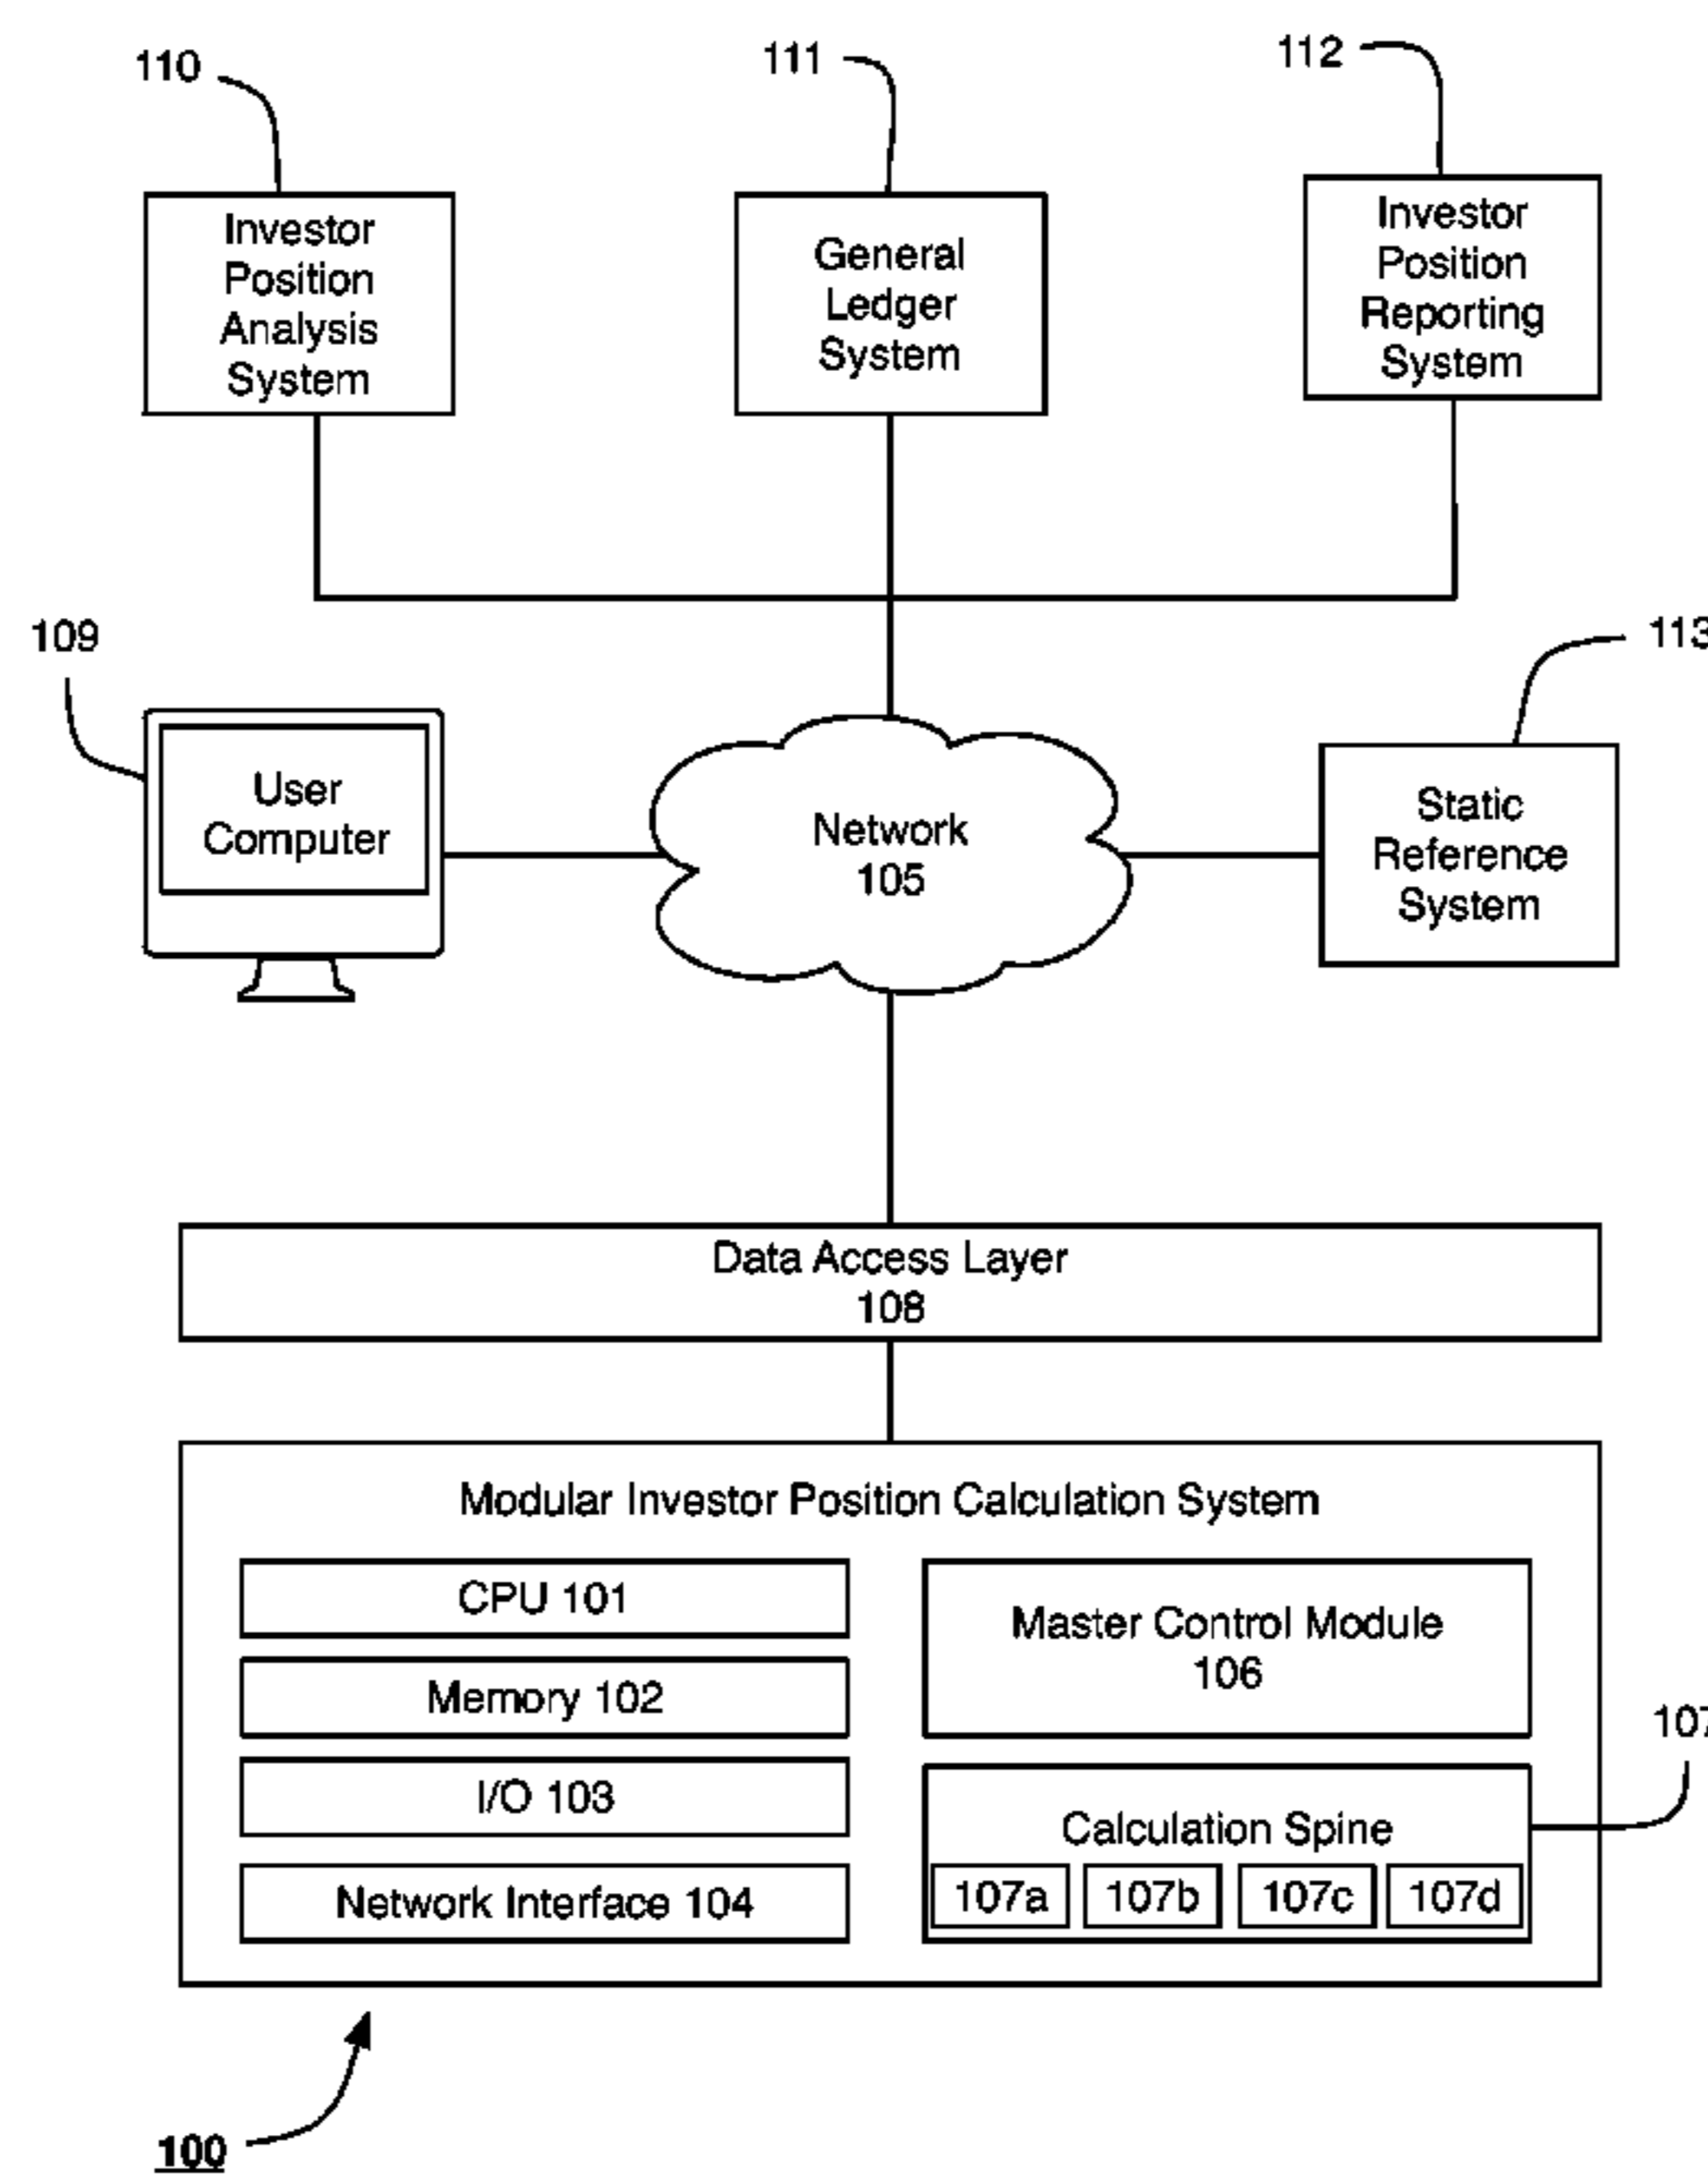 110
111
112
Investor
Position
Analysis
System
General
Ledger
System
Investor
Position
Reporting
System
109
113
User
Computer
Network
105
Static
Reference
System
Data Access Layer
108
Modular Investor Position Calculation System
CPU 101
Memory 102
I/O 103
Network Interface 104
Master Control Module
106
107
Calculation Spine
107a 107b 107c 107d
100